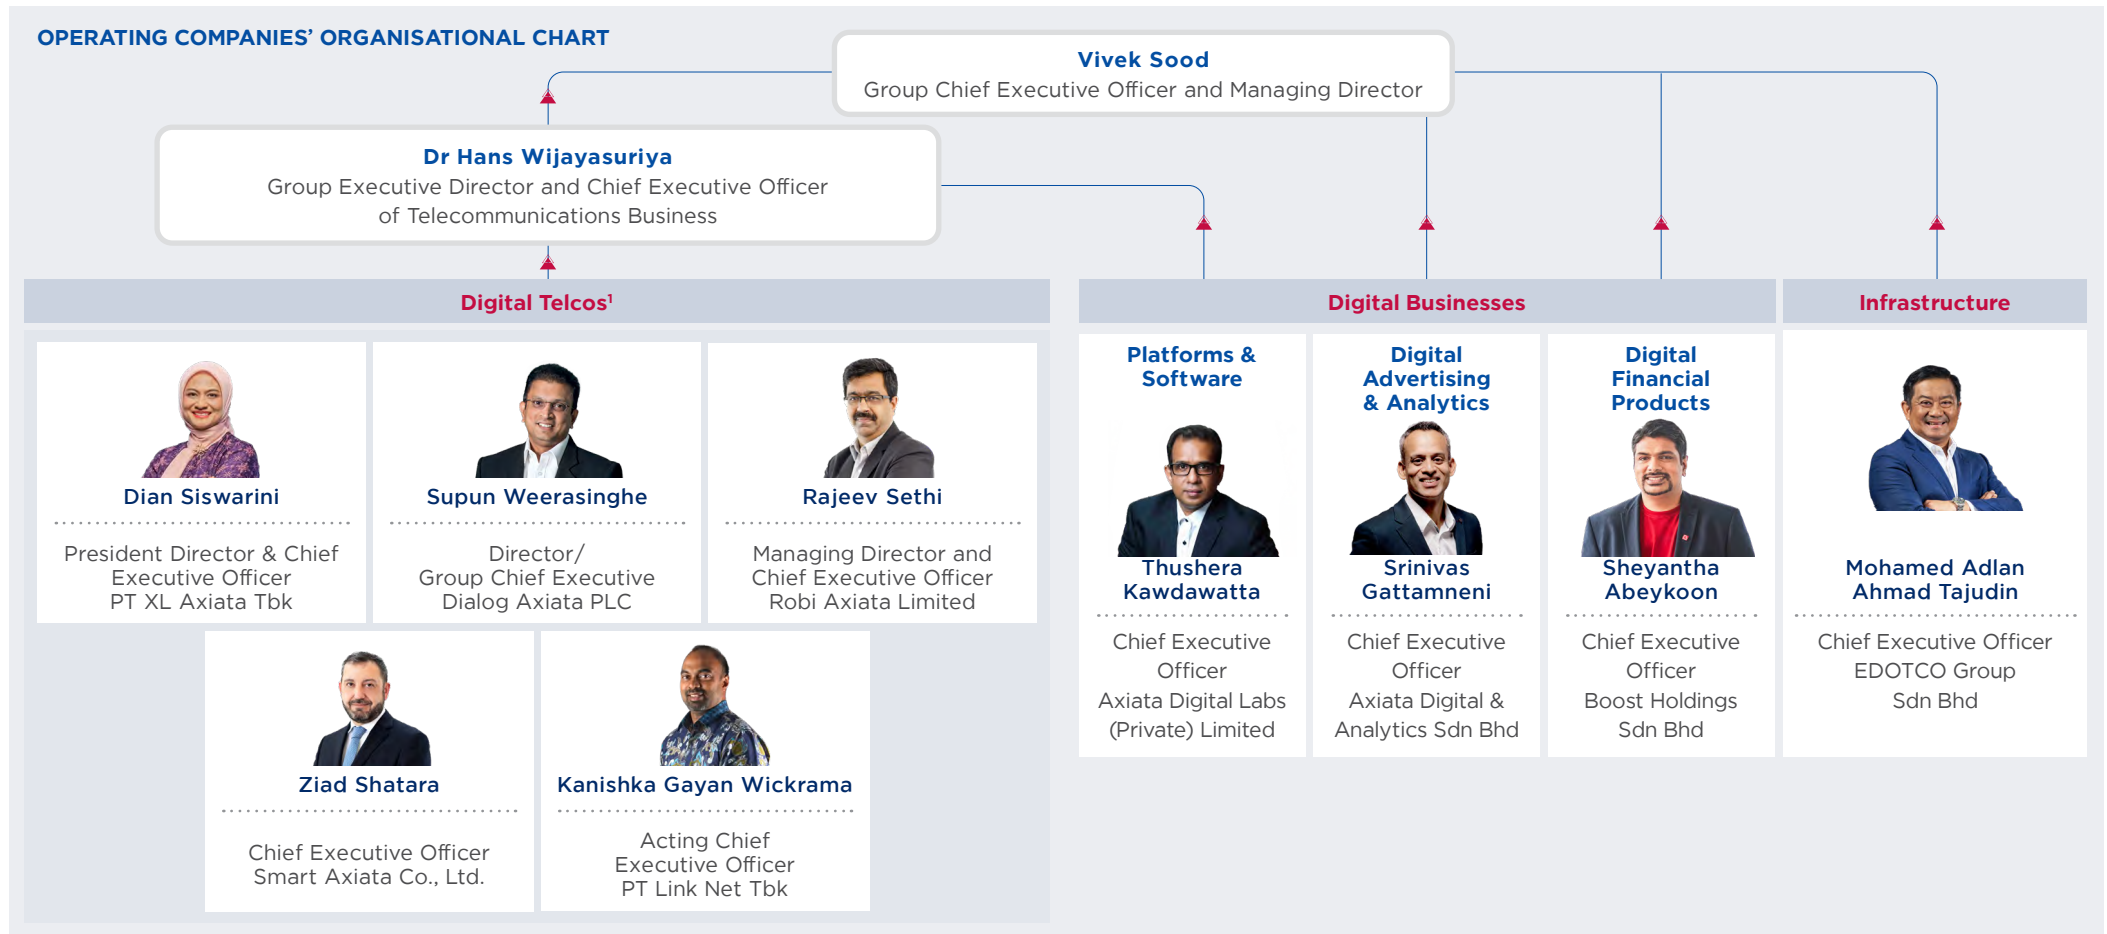 OPERATING COMPANIES’ ORGANISATIONAL CHART
Vivek Sood
Group Chief Executive Officer and Managing Director
Dr Hans Wijayasuriya
Group Executive Director and Chief Executive Officer
of Telecommunications Business
Digital Telcos¹
Dian Siswarini
President Director & Chief
Executive Officer
PT XL Axiata Tbk
Supun Weerasinghe
Director/
Group Chief Executive
Dialog Axiata PLC
Rajeev Sethi
Managing Director and
Chief Executive Officer
Robi Axiata Limited
Ziad Shatara
Chief Executive Officer
Smart Axiata Co., Ltd.
Kanishka Gayan Wickrama
Acting Chief
Executive Officer
PT Link Net Tbk
Digital Businesses
Platforms &
Software
Thushera
Kawdawatta
Chief Executive
Officer
Axiata Digital Labs
(Private) Limited
Digital
Advertising
& Analytics
Srinivas
Gattamneni
Chief Executive
Officer
Axiata Digital &
Analytics Sdn Bhd
Digital
Financial
Products
Sheyantha
Abeykoon
Chief Executive
Officer
Boost Holdings
Sdn Bhd
Infrastructure
Mohamed Adlan
Ahmad Tajudin
Chief Executive Officer
EDOTCO Group
Sdn Bhd